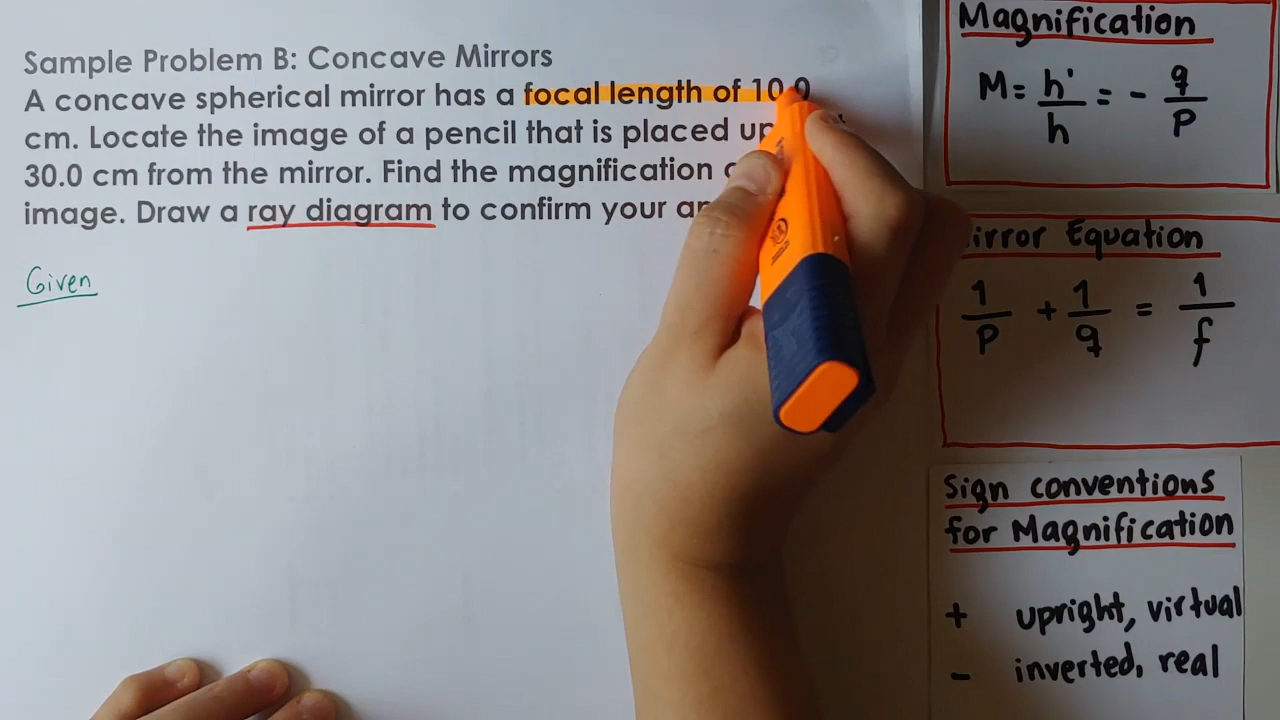 Sample Problem B: Concave Mirrors
A concave spherical mirror has a focal length of 10.0
cm. Locate the image of a pencil that is placed
30.0 cm from the mirror. Find the magnification
image. Draw a ray diagram to confirm your
Given
Magnification
M = h' / h = - q / p
Mirror Equation
1 / p + 1 / q = 1 / f
Sign conventions
for Magnification
+ upright, virtual
- inverted, real